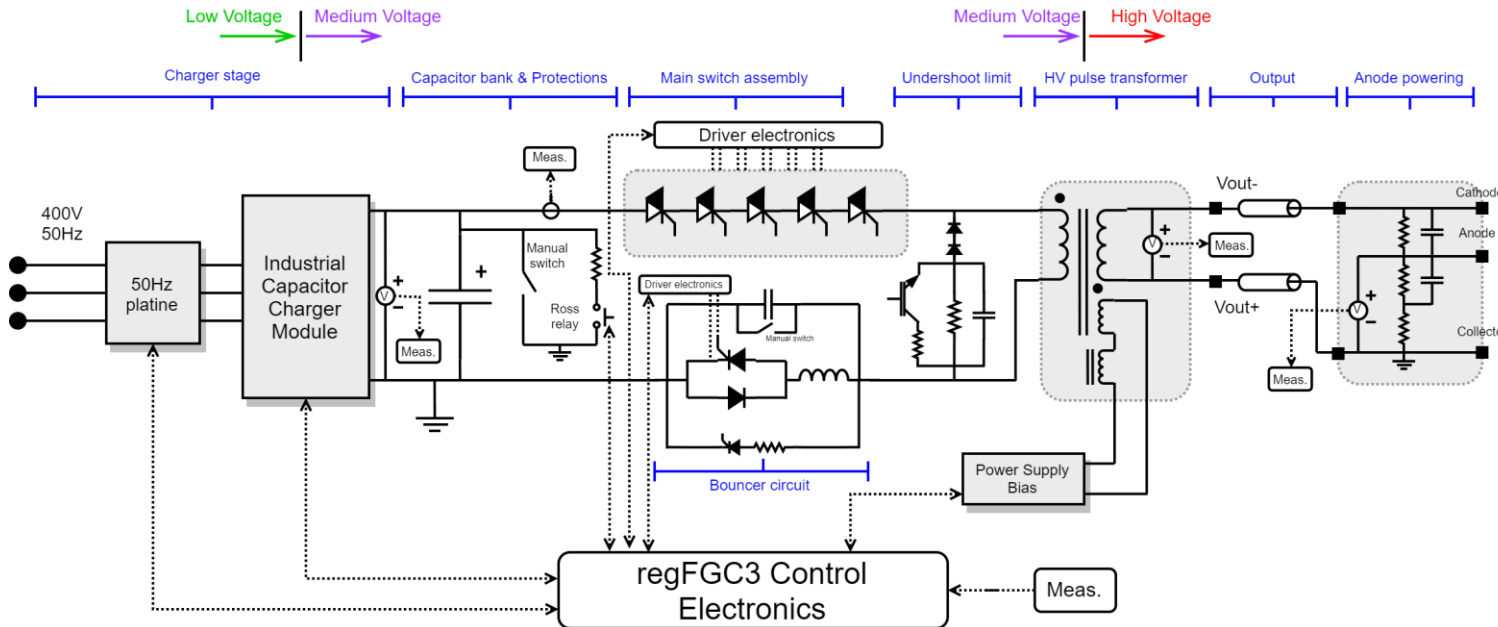 Low Voltage
Medium Voltage
Medium Voltage
High Voltage
Charger stage
Capacitor bank & Protections
Main switch assembly
Undershoot limit
HV pulse transformer
Output
Anode powering
Driver electronics
Meas.
400V
50Hz
50Hz
platine
Industrial
Capacitor
Charger
Module
+
V
−
Meas.
+
Manual
switch
Ross
relay
Driver electronics
Manual switch
Bouncer circuit
+
V
−
Meas.
Vout-
Vout+
Cathode
Anode
Collecto
+
V
−
Meas.
Power Supply
Bias
regFGC3 Control
Electronics
Meas.